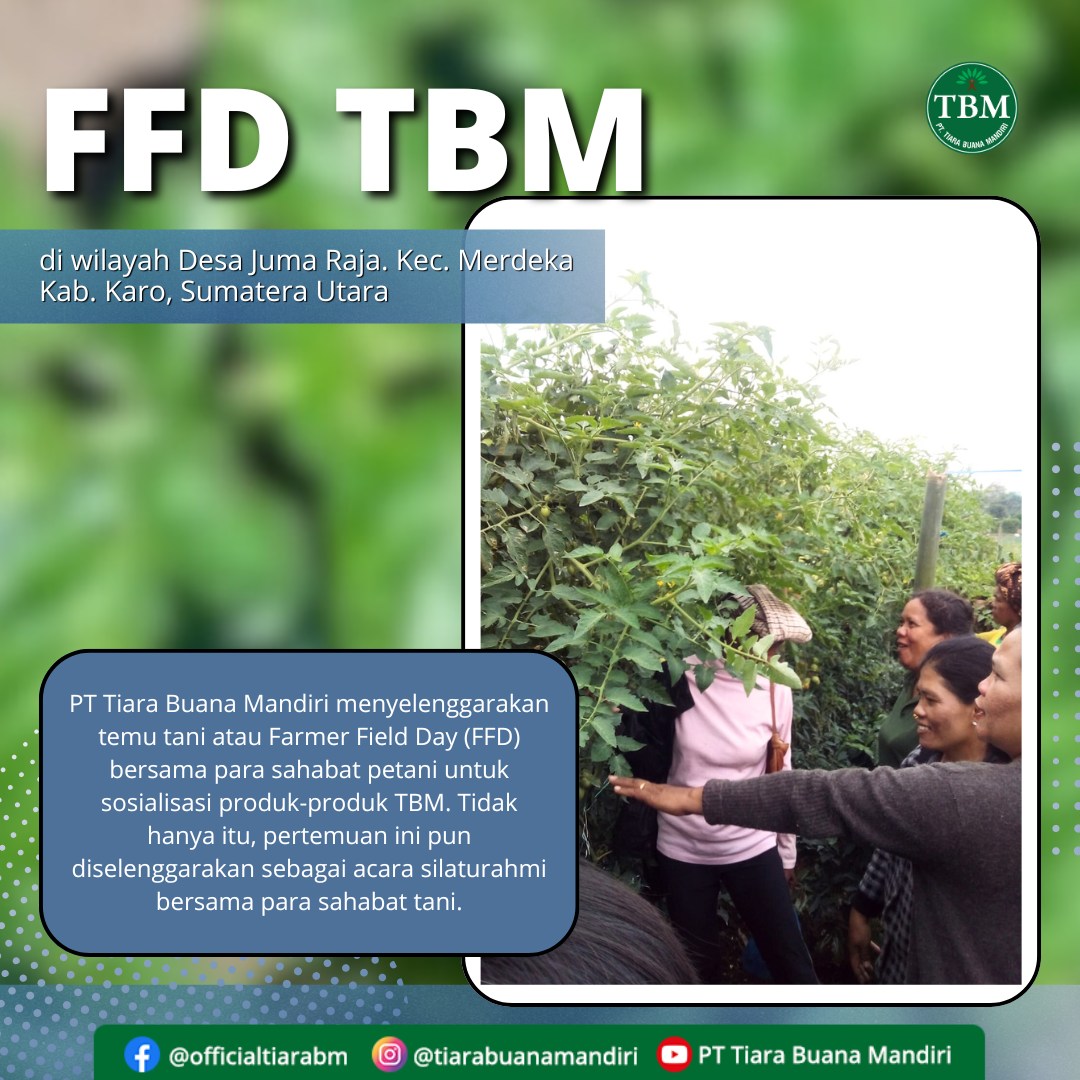 FFD TBM
TBM
PT. TIARA BUANA MANDIRI
di wilayah Desa Juma Raja. Kec. Merdeka
Kab. Karo, Sumatera Utara
PT Tiara Buana Mandiri menyelenggarakan
temu tani atau Farmer Field Day (FFD)
bersama para sahabat petani untuk
sosialisasi produk-produk TBM. Tidak
hanya itu, pertemuan ini pun
diselenggarakan sebagai acara silaturahmi
bersama para sahabat tani.
@officialtiarabm
@tiarabuanamandiri
PT Tiara Buana Mandiri